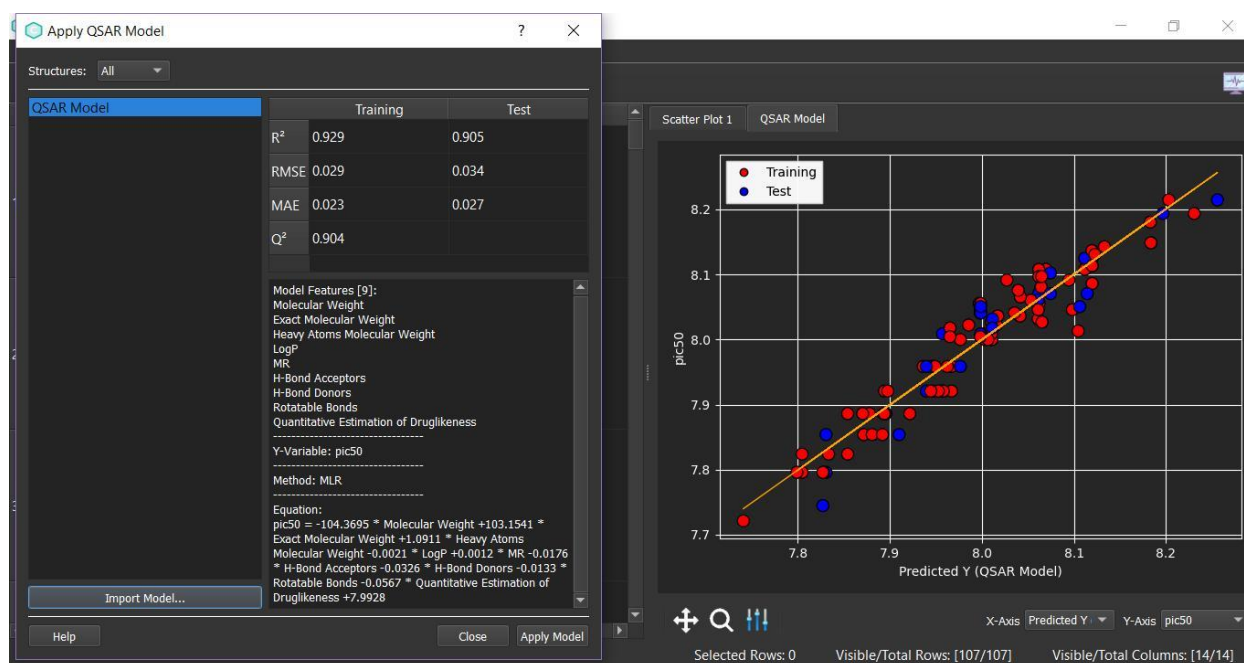 Apply QSAR Model
?
Structures: All
QSAR Model
Training Test
R² 0.929 0.905
RMSE 0.029 0.034
MAE 0.023 0.027
Q² 0.904
Model Features [9]:
Molecular Weight
Exact Molecular Weight
Heavy Atoms Molecular Weight
LogP
MR
H-Bond Acceptors
H-Bond Donors
Rotatable Bonds
Quantitative Estimation of Druglikeness
--------------------------------
Y-Variable: pic50
--------------------------------
Method: MLR
--------------------------------
Equation:
pic50 = -104.3695 * Molecular Weight +103.1541 *
Exact Molecular Weight +1.0911 * Heavy Atoms
Molecular Weight -0.0021 * LogP +0.0012 * MR -0.0176
* H-Bond Acceptors -0.0326 * H-Bond Donors -0.0133 *
Rotatable Bonds -0.0567 * Quantitative Estimation of
Druglikeness +7.9928
Import Model...
Help Close Apply Model
Scatter Plot 1 QSAR Model
Training
Test
8.2
8.1
8.0
7.9
7.8
7.7
pic50
7.8 7.9 8.0 8.1 8.2
Predicted Y (QSAR Model)
X-Axis Predicted Y Y-Axis pic50
Selected Rows: 0 Visible/Total Rows: [107/107] Visible/Total Columns: [14/14]